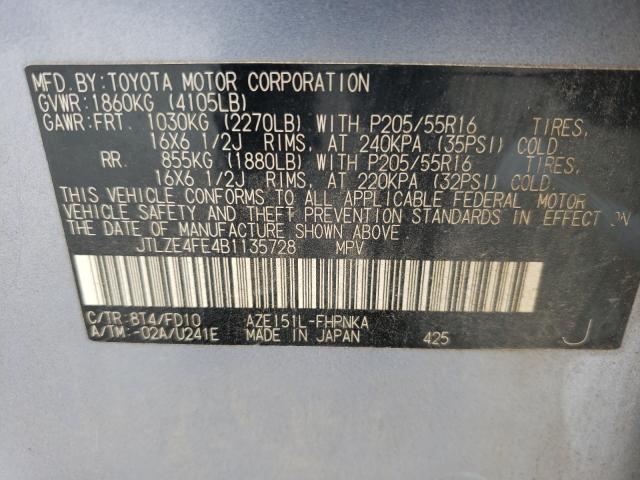 MFD.BY:TOYOTA MOTOR CORPORATION
GVWR:1860KG (4105LB)
GAWR:FRT. 1030KG (2270LB) WITH P205/55R16 TIRES,
16X6 1/2J RIMS, AT 240KPA (35PSI) COLD.
RR. 855KG (1880LB) WITH P205/55R16 TIRES,
16X6 1/2J RIMS, AT 220KPA (32PSI) COLD.
THIS VEHICLE CONFORMS TO ALL APPLICABLE FEDERAL MOTOR
VEHICLE SAFETY AND THEFT PREVENTION STANDARDS IN EFFECT ON
THE DATE OF MANUFACTURE SHOWN ABOVE.
JTLZE4FE4B1135728 MPV
C/TR:8T4/FD10 AZE151L-FHPNKA
A/TM:-02A/U241E MADE IN JAPAN 425 J